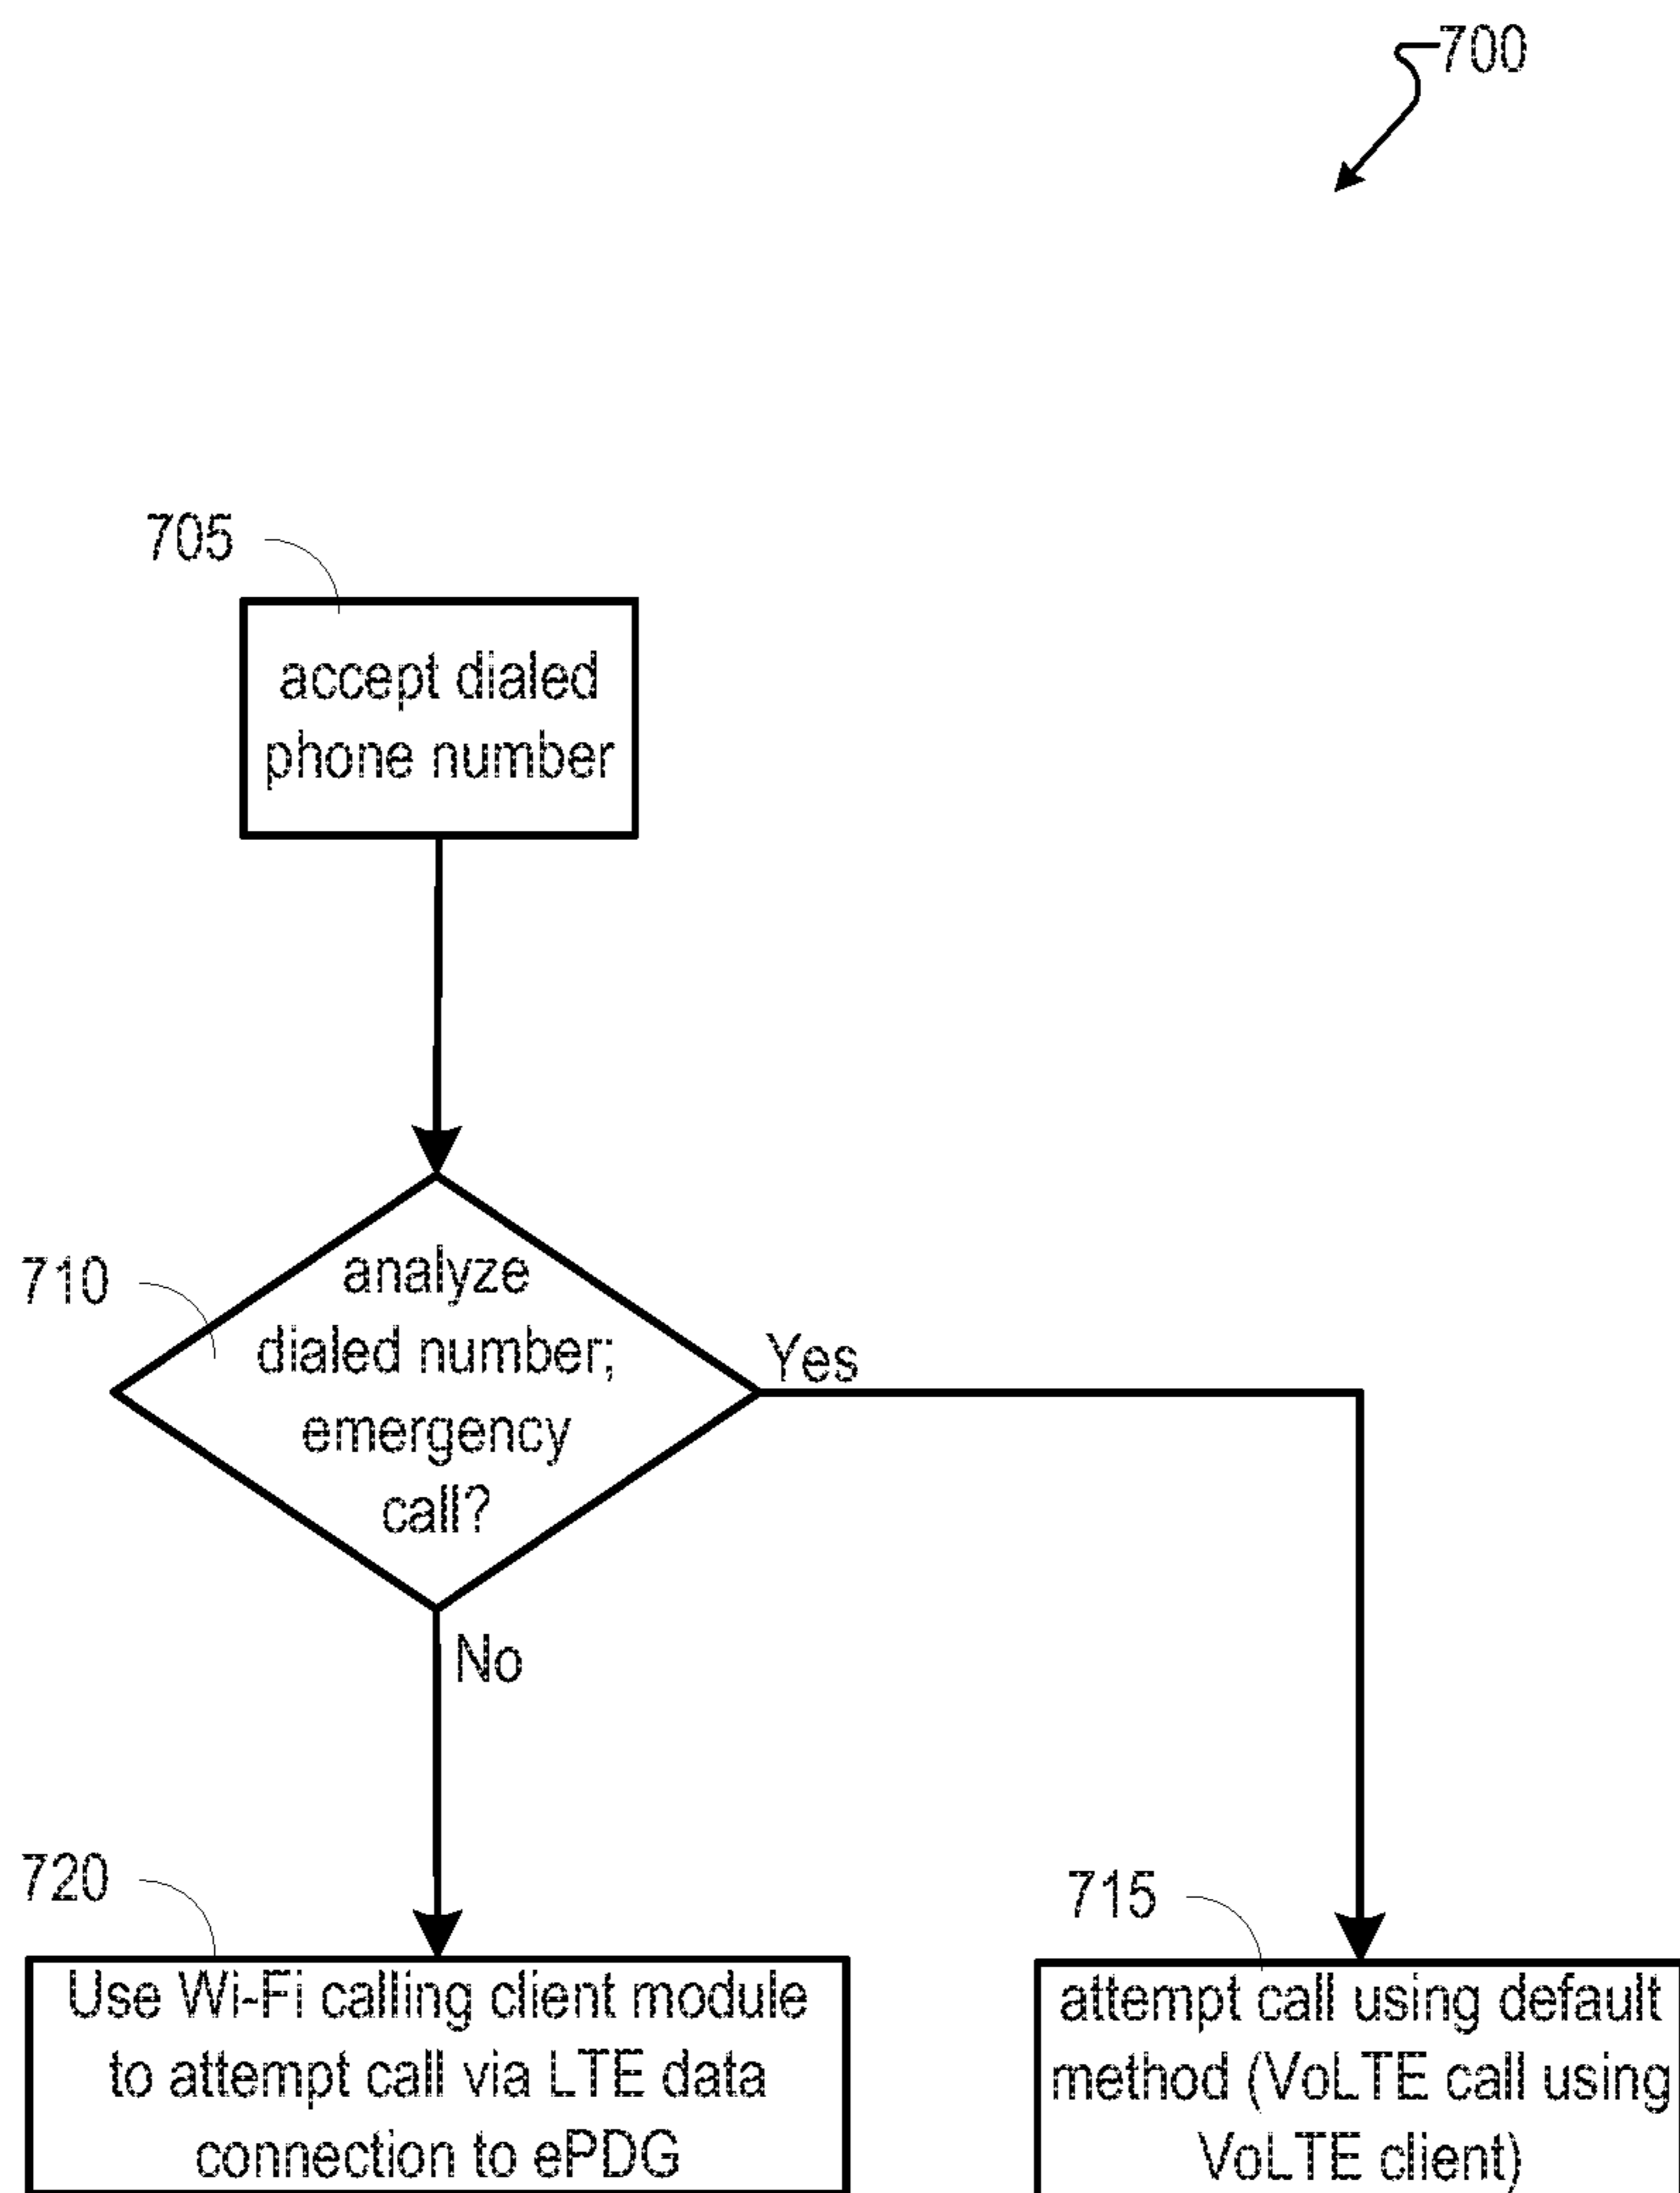 700
705
accept dialed
phone number
710
analyze
dialed number;
emergency
call?
Yes
No
720
Use Wi-Fi calling client module
to attempt call via LTE data
connection to ePDG
715
attempt call using default
method (VoLTE call using
VoLTE client)